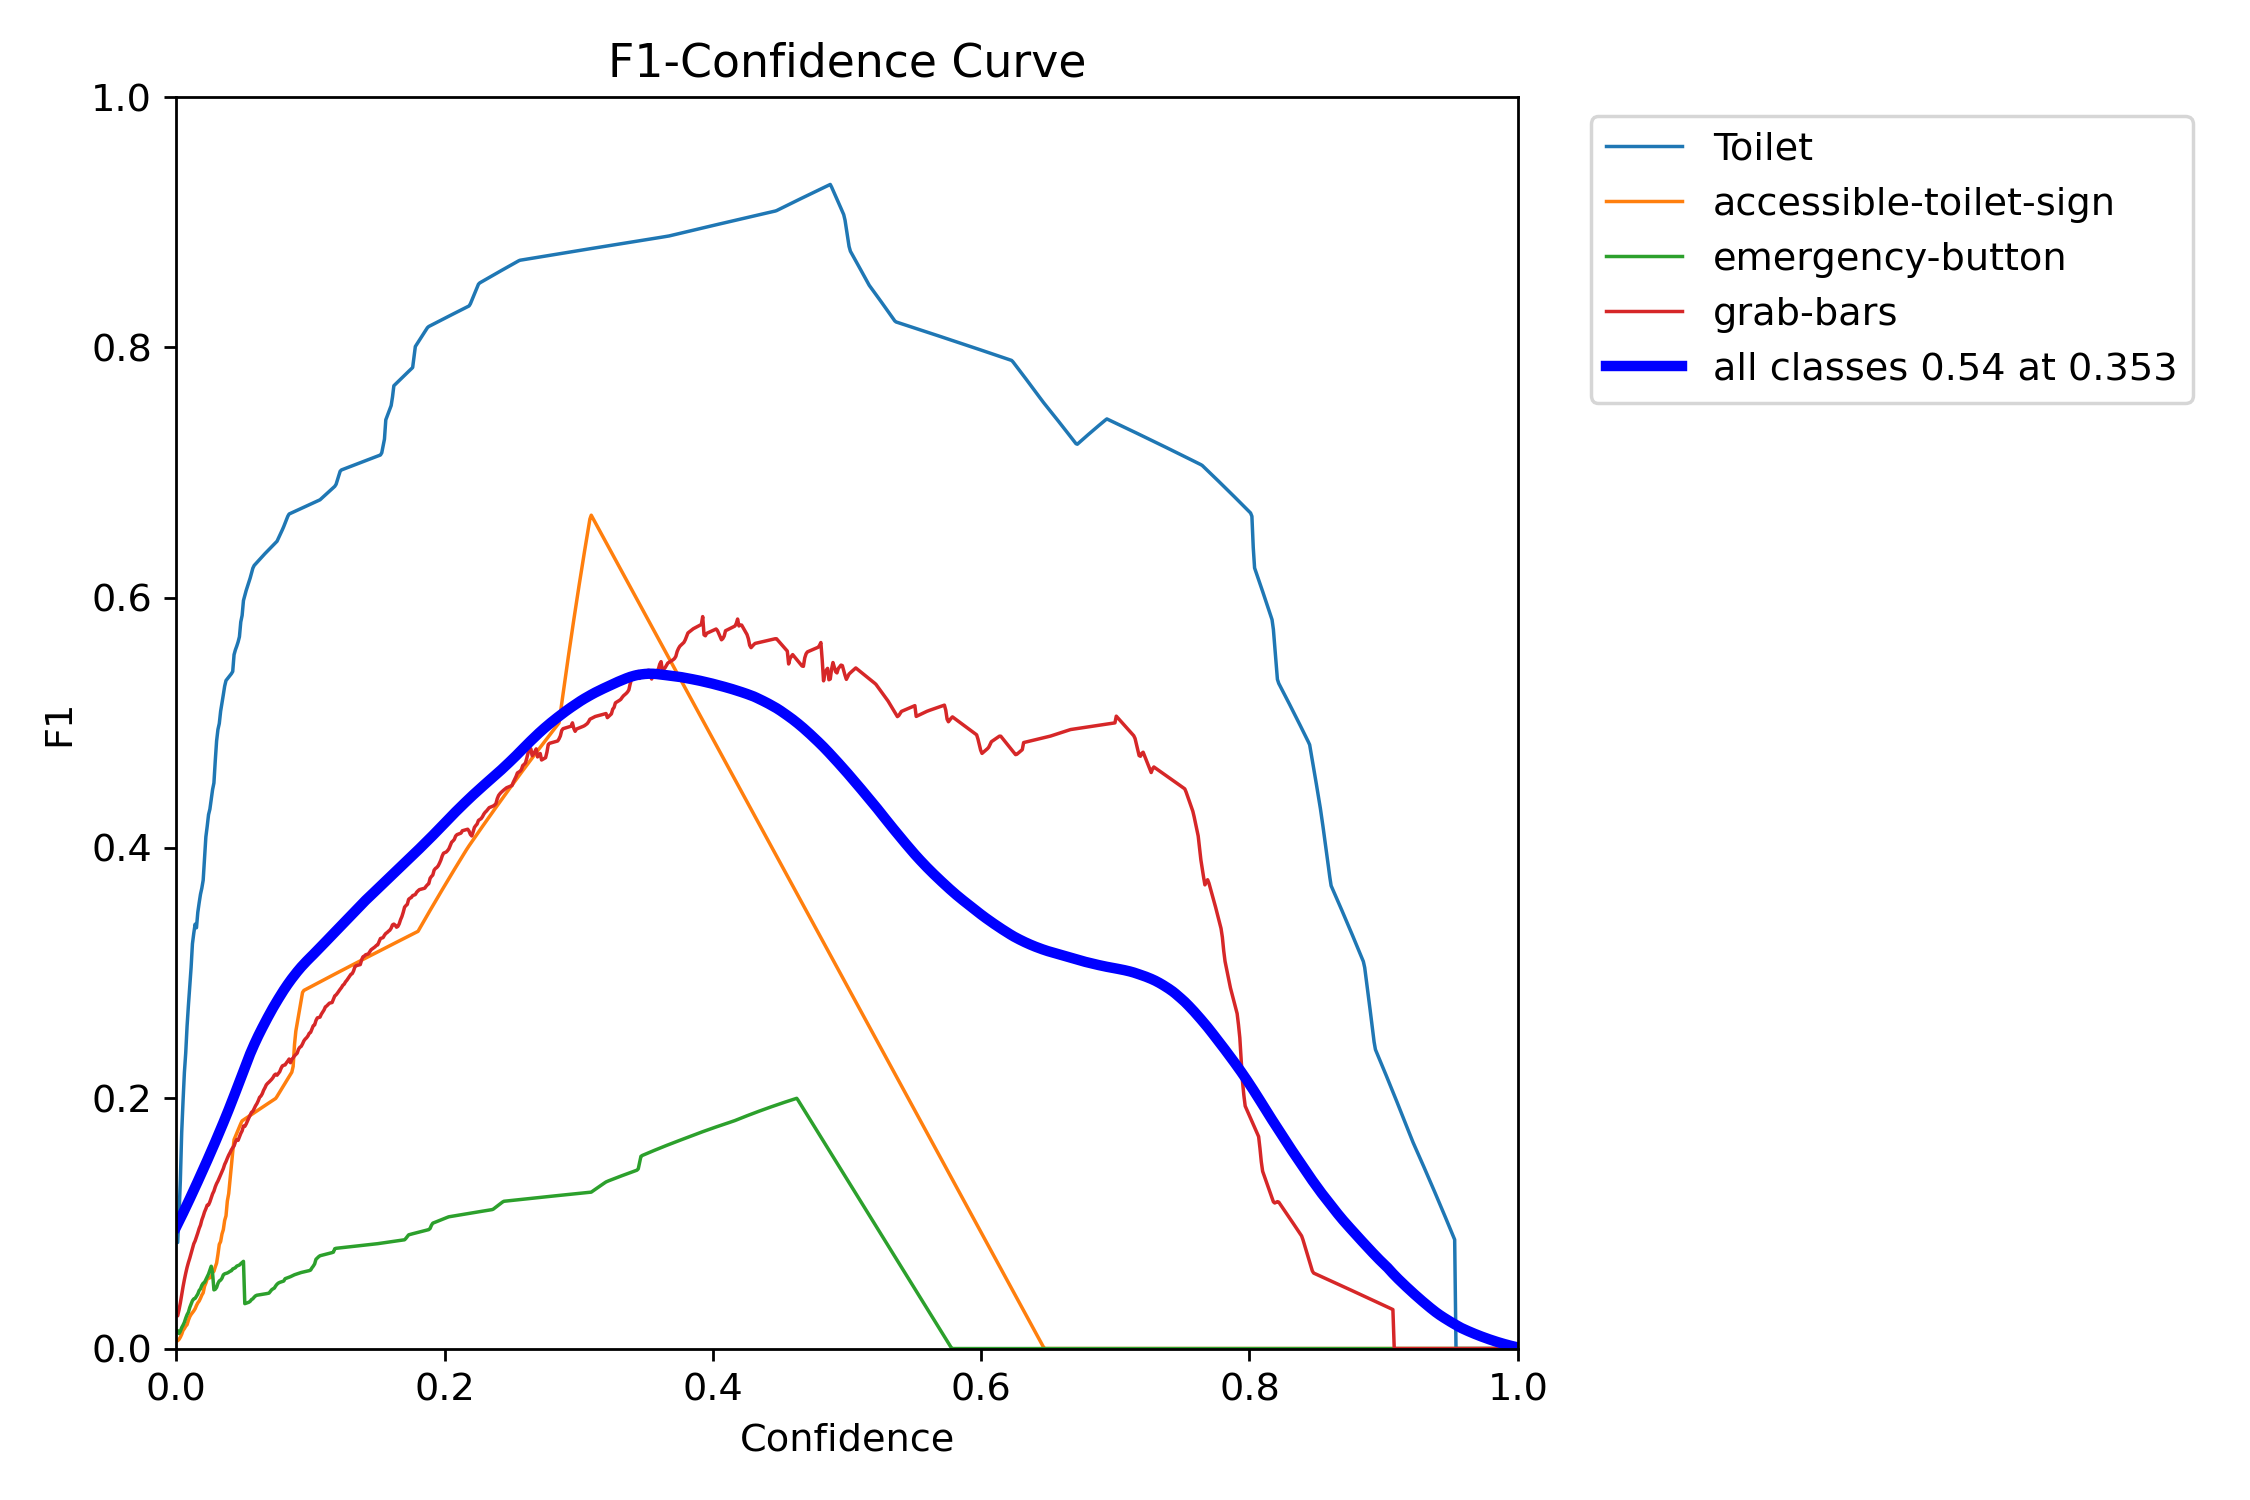 F1-Confidence Curve
1.0
0.8
0.6
0.4
0.2
0.0
F1
0.0 0.2 0.4 0.6 0.8 1.0
Confidence
Toilet
accessible-toilet-sign
emergency-button
grab-bars
all classes 0.54 at 0.353